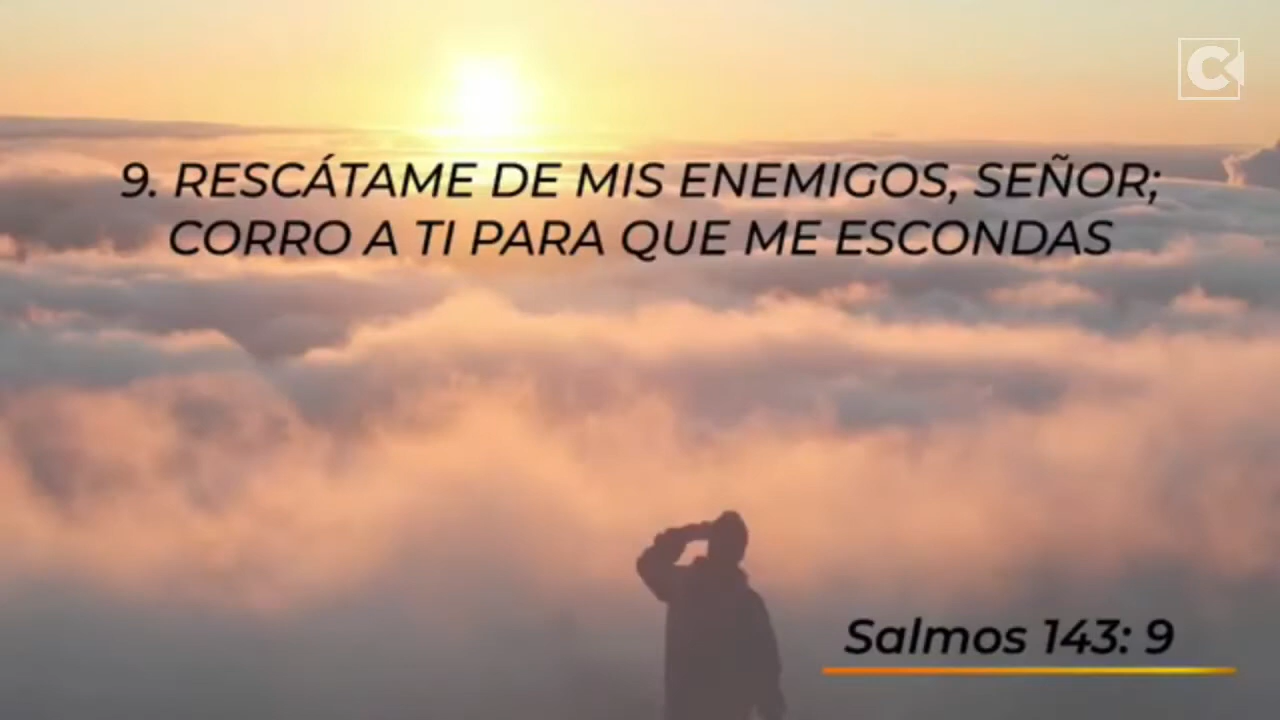 9. RESCÁTAME DE MIS ENEMIGOS, SEÑOR;
CORRO A TI PARA QUE ME ESCONDAS
Salmos 143: 9